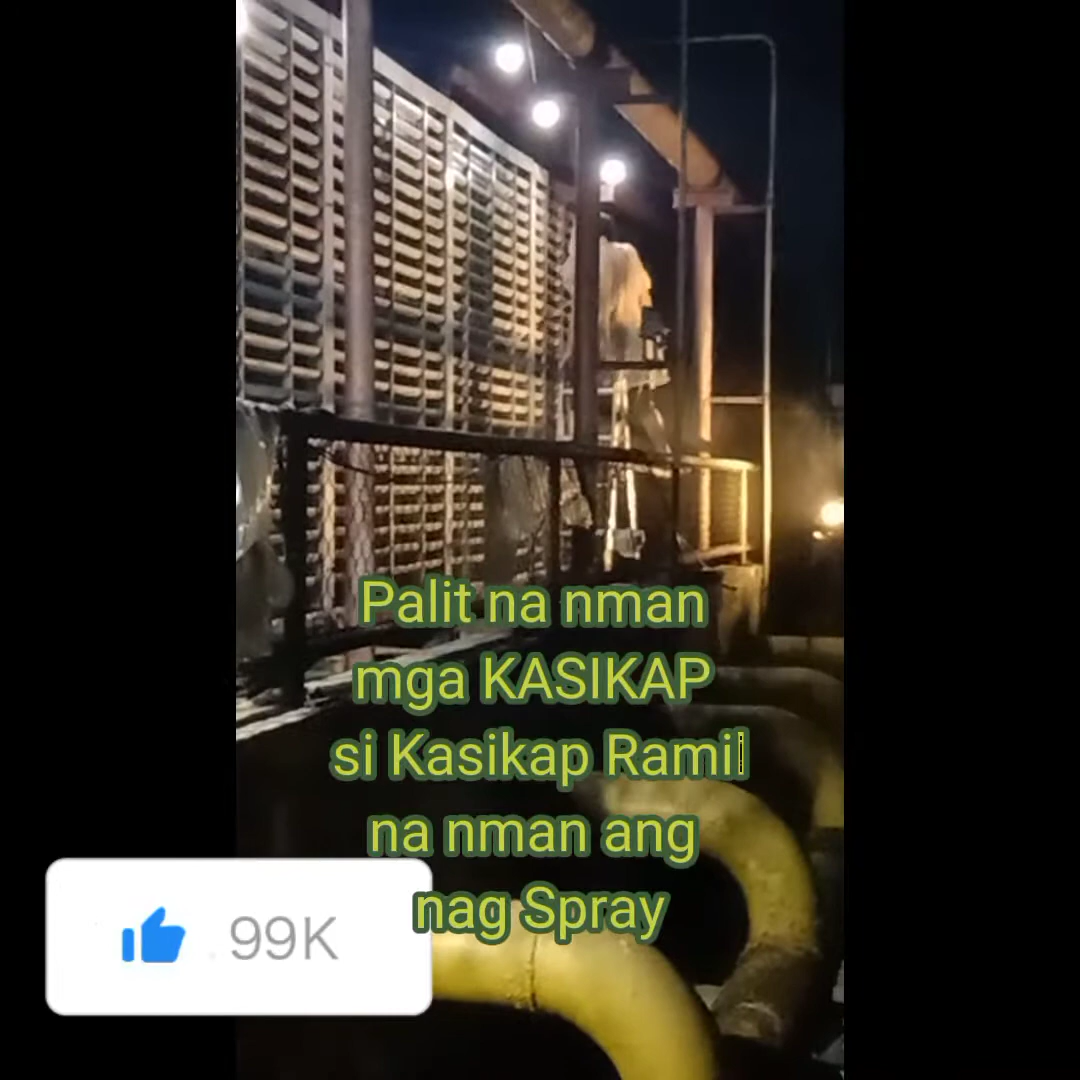 Palit na nman
mga KASIKAP
si Kasikap Ramil
na nman ang
nag Spray
99K